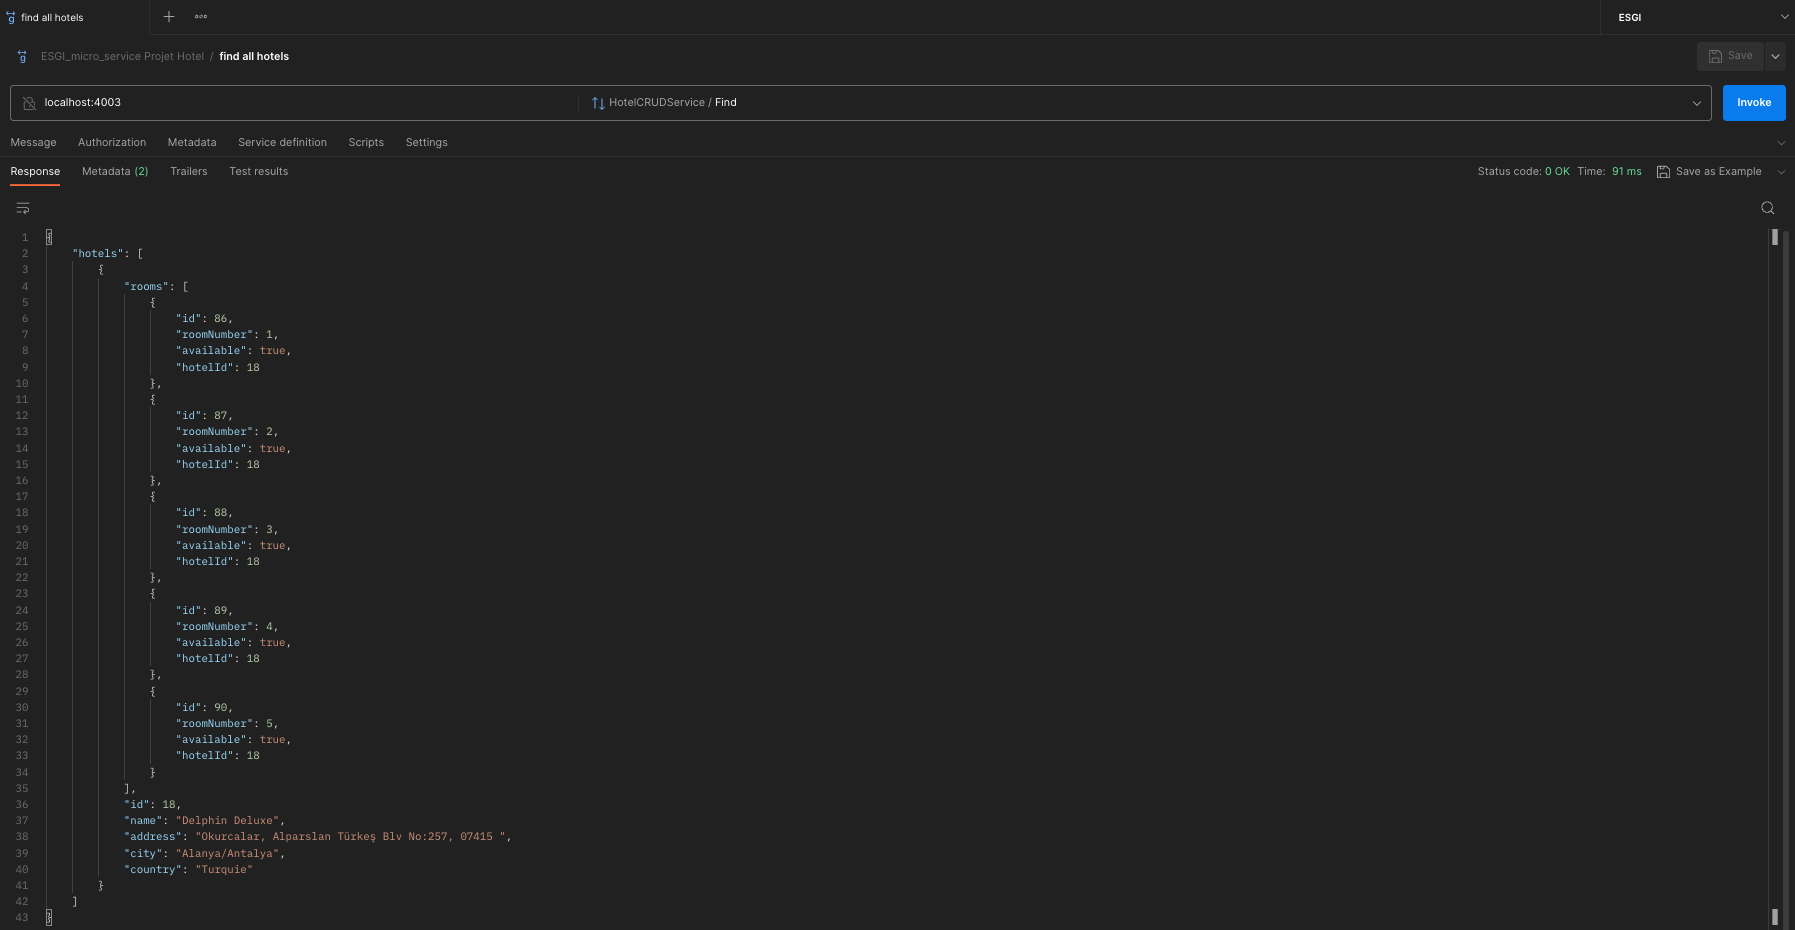 find all hotels
ESGI
ESGI_micro_service Projet Hotel / find all hotels
Save
localhost:4003
HotelCRUDService / Find
Invoke
Message Authorization Metadata Service definition Scripts Settings
Response Metadata (2) Trailers Test results
Status code: 0 OK Time: 91 ms Save as Example
1 {
2 "hotels": [
3 {
4 "rooms": [
5 {
6 "id": 86,
7 "roomNumber": 1,
8 "available": true,
9 "hotelId": 18
10 },
11 {
12 "id": 87,
13 "roomNumber": 2,
14 "available": true,
15 "hotelId": 18
16 },
17 {
18 "id": 88,
19 "roomNumber": 3,
20 "available": true,
21 "hotelId": 18
22 },
23 {
24 "id": 89,
25 "roomNumber": 4,
26 "available": true,
27 "hotelId": 18
28 },
29 {
30 "id": 90,
31 "roomNumber": 5,
32 "available": true,
33 "hotelId": 18
34 }
35 ],
36 "id": 18,
37 "name": "Delphin Deluxe",
38 "address": "Okurcalar, Alparslan Türkeş Blv No:257, 07415 ",
39 "city": "Alanya/Antalya",
40 "country": "Turquie"
41 }
42 ]
43 }